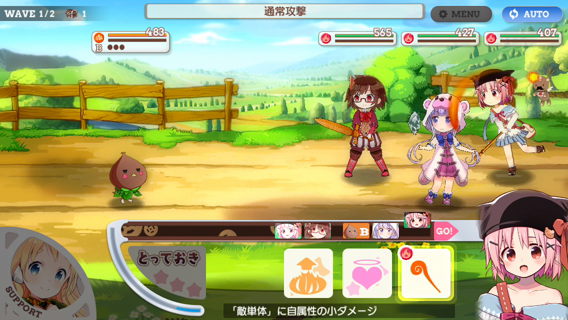 WAVE 1/2
1
通常攻撃
MENU
AUTO
483
B
565
427
407
B
GO!
とっておき
SUPPORT
「敵単体」に自属性の小ダメージ